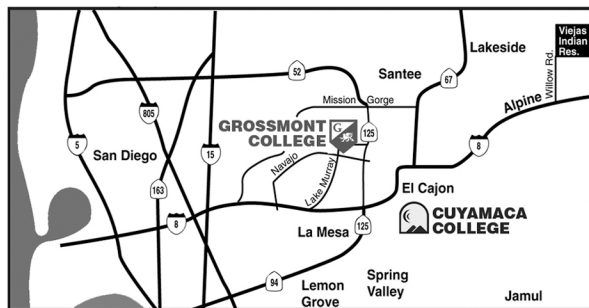 Viejas
Indian
Res.
Lakeside
Willow Rd.
52
Santee
67
Alpine
Mission Gorge
805
GROSSMONT
COLLEGE
G
125
5
San Diego
15
Navajo
8
163
Lake Murray
El Cajon
8
CUYAMACA
COLLEGE
La Mesa
125
94
Lemon
Grove
Spring
Valley
Jamul